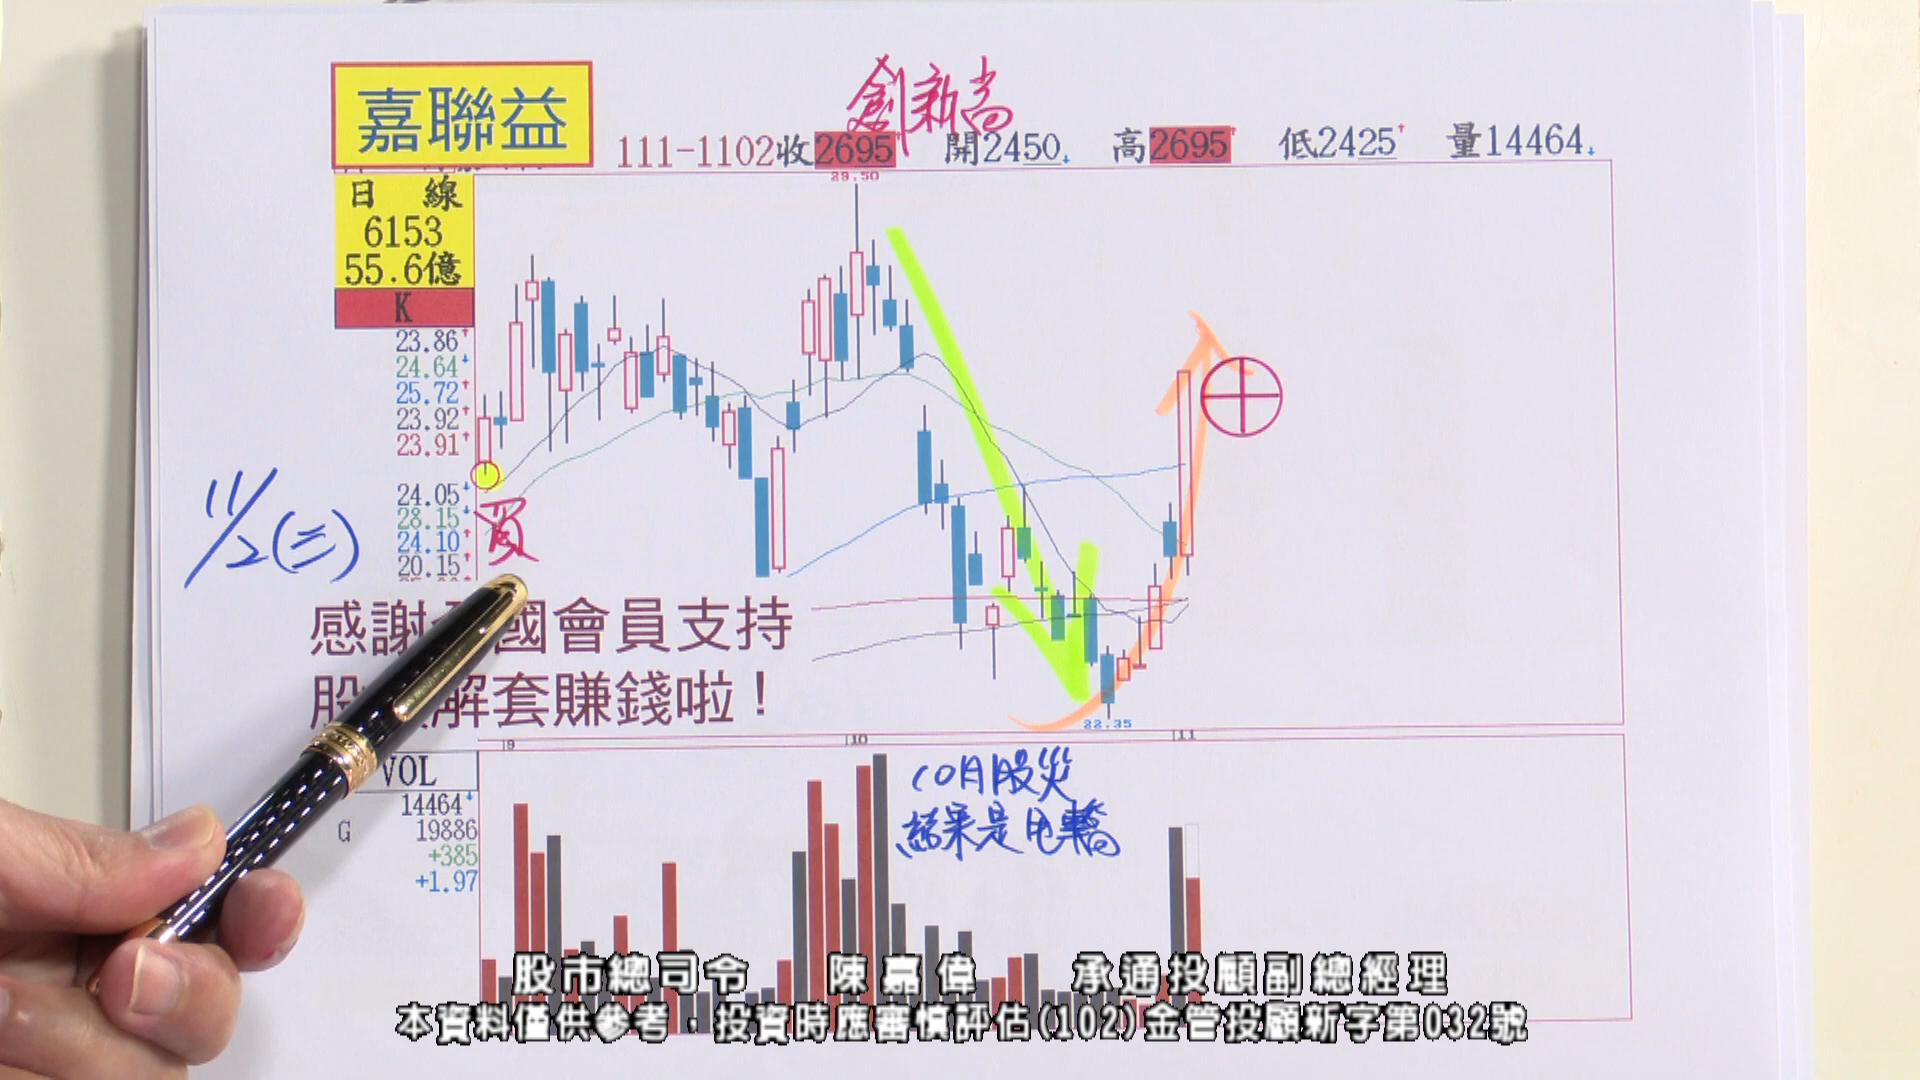 創新高
嘉聯益
111-1102收2695 開2450 高2695 低2425 量14464
29.50
日 線
6153
55.6億
K
23.86
24.64
25.72
23.92
23.91
24.05
28.15
24.10
20.15
11/2(三)
買
感謝 國會員支持
股 解套賺錢啦！
22.35
9 10 11
VOL
14464
G 19886
+385
+1.97
10月股災
結果是甩轎
股市總司令 陳嘉偉 承通投顧副總經理
本資料僅供參考，投資時應審慎評估(102)金管投顧新字第032號